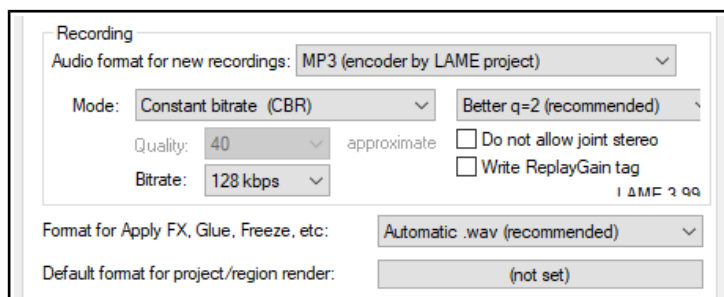 Recording
Audio format for new recordings: MP3 (encoder by LAME project)
Mode: Constant bitrate (CBR) Better q=2 (recommended)
Quality: 40 approximate Do not allow joint stereo
Bitrate: 128 kbps Write ReplayGain tag
LAME 3.99
Format for Apply FX, Glue, Freeze, etc: Automatic .wav (recommended)
Default format for project/region render: (not set)